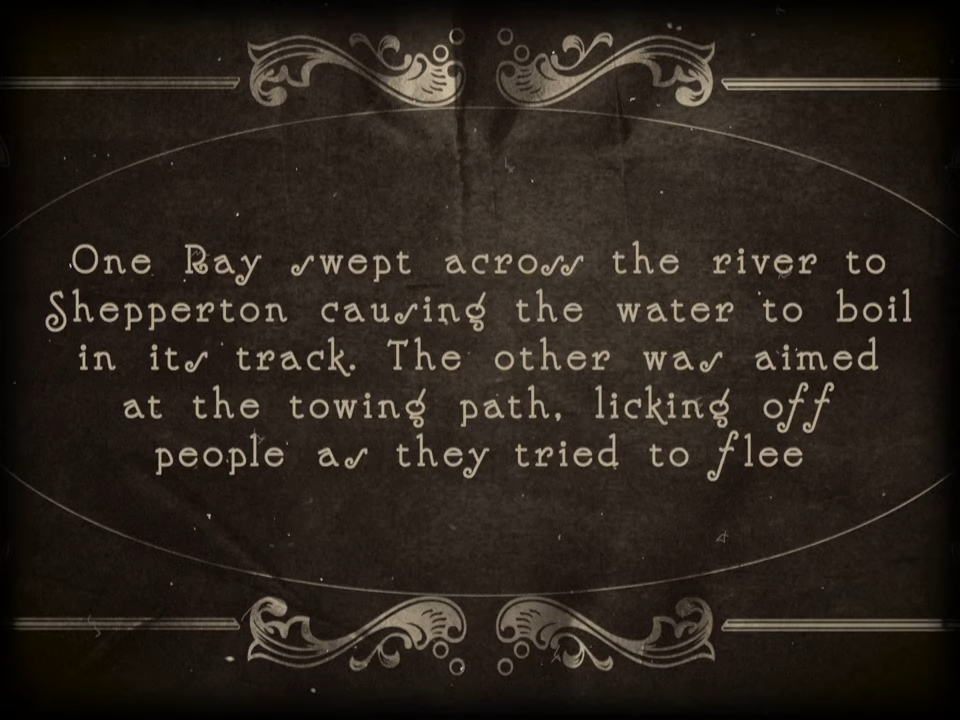 One Ray swept across the river to
Shepperton causing the water to boil
in its track. The other was aimed
at the towing path, licking off
people as they tried to flee